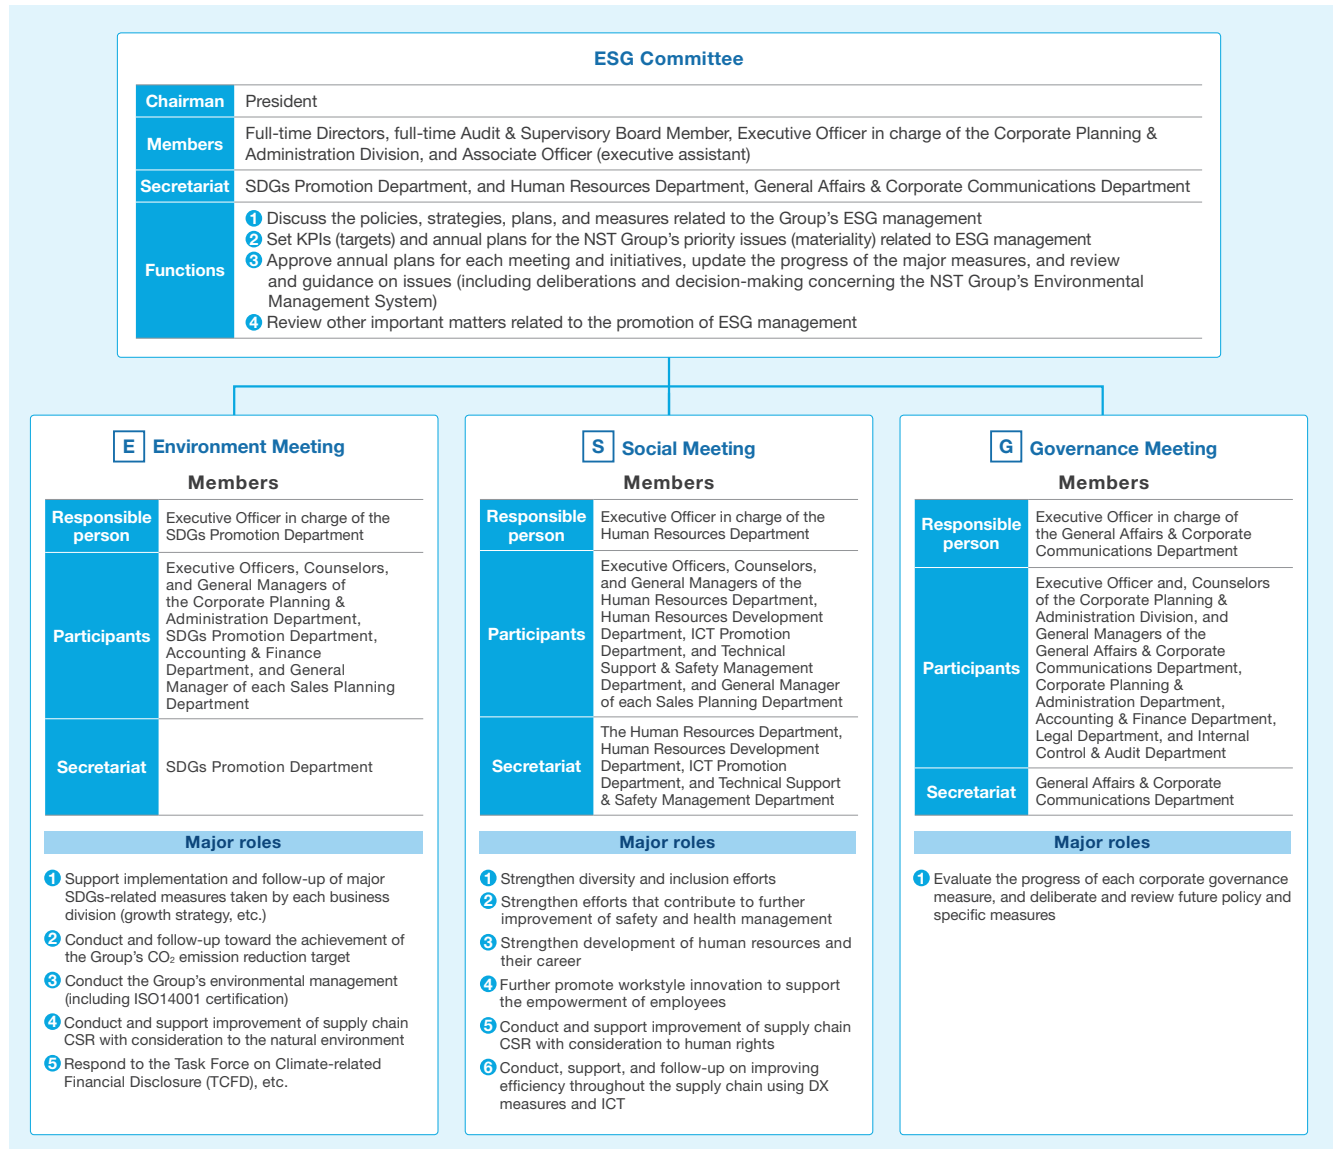 ESG Committee
Chairman
President
Members
Full-time Directors, full-time Audit & Supervisory Board Member, Executive Officer in charge of the Corporate Planning &
Administration Division, and Associate Officer (executive assistant)
Secretariat
SDGs Promotion Department, and Human Resources Department, General Affairs & Corporate Communications Department
Functions
1 Discuss the policies, strategies, plans, and measures related to the Group's ESG management
2 Set KPIs (targets) and annual plans for the NST Group's priority issues (materiality) related to ESG management
3 Approve annual plans for each meeting and initiatives, update the progress of the major measures, and review
and guidance on issues (including deliberations and decision-making concerning the NST Group's Environmental
Management System)
4 Review other important matters related to the promotion of ESG management
E Environment Meeting
Members
Responsible
person
Executive Officer in charge of the
SDGs Promotion Department
Participants
Executive Officers, Counselors,
and General Managers of
the Corporate Planning &
Administration Department,
SDGs Promotion Department,
Accounting & Finance
Department, and General
Manager of each Sales Planning
Department
Secretariat
SDGs Promotion Department
Major roles
1 Support implementation and follow-up of major
SDGs-related measures taken by each business
division (growth strategy, etc.)
2 Conduct and follow-up toward the achievement of
the Group's CO₂ emission reduction target
3 Conduct the Group's environmental management
(including ISO14001 certification)
4 Conduct and support improvement of supply chain
CSR with consideration to the natural environment
5 Respond to the Task Force on Climate-related
Financial Disclosure (TCFD), etc.
S Social Meeting
Members
Responsible
person
Executive Officer in charge of the
Human Resources Department
Participants
Executive Officers, Counselors,
and General Managers of the
Human Resources Department,
Human Resources Development
Department, ICT Promotion
Department, and Technical
Support & Safety Management
Department, and General Manager
of each Sales Planning Department
Secretariat
The Human Resources Department,
Human Resources Development
Department, ICT Promotion
Department, and Technical Support
& Safety Management Department
Major roles
1 Strengthen diversity and inclusion efforts
2 Strengthen efforts that contribute to further
improvement of safety and health management
3 Strengthen development of human resources and
their career
4 Further promote workstyle innovation to support
the empowerment of employees
5 Conduct and support improvement of supply chain
CSR with consideration to human rights
6 Conduct, support, and follow-up on improving
efficiency throughout the supply chain using DX
measures and ICT
G Governance Meeting
Members
Responsible
person
Executive Officer in charge of
the General Affairs & Corporate
Communications Department
Participants
Executive Officer and, Counselors
of the Corporate Planning &
Administration Division, and
General Managers of the
General Affairs & Corporate
Communications Department,
Corporate Planning &
Administration Department,
Accounting & Finance Department,
Legal Department, and Internal
Control & Audit Department
Secretariat
General Affairs & Corporate
Communications Department
Major roles
1 Evaluate the progress of each corporate governance
measure, and deliberate and review future policy and
specific measures